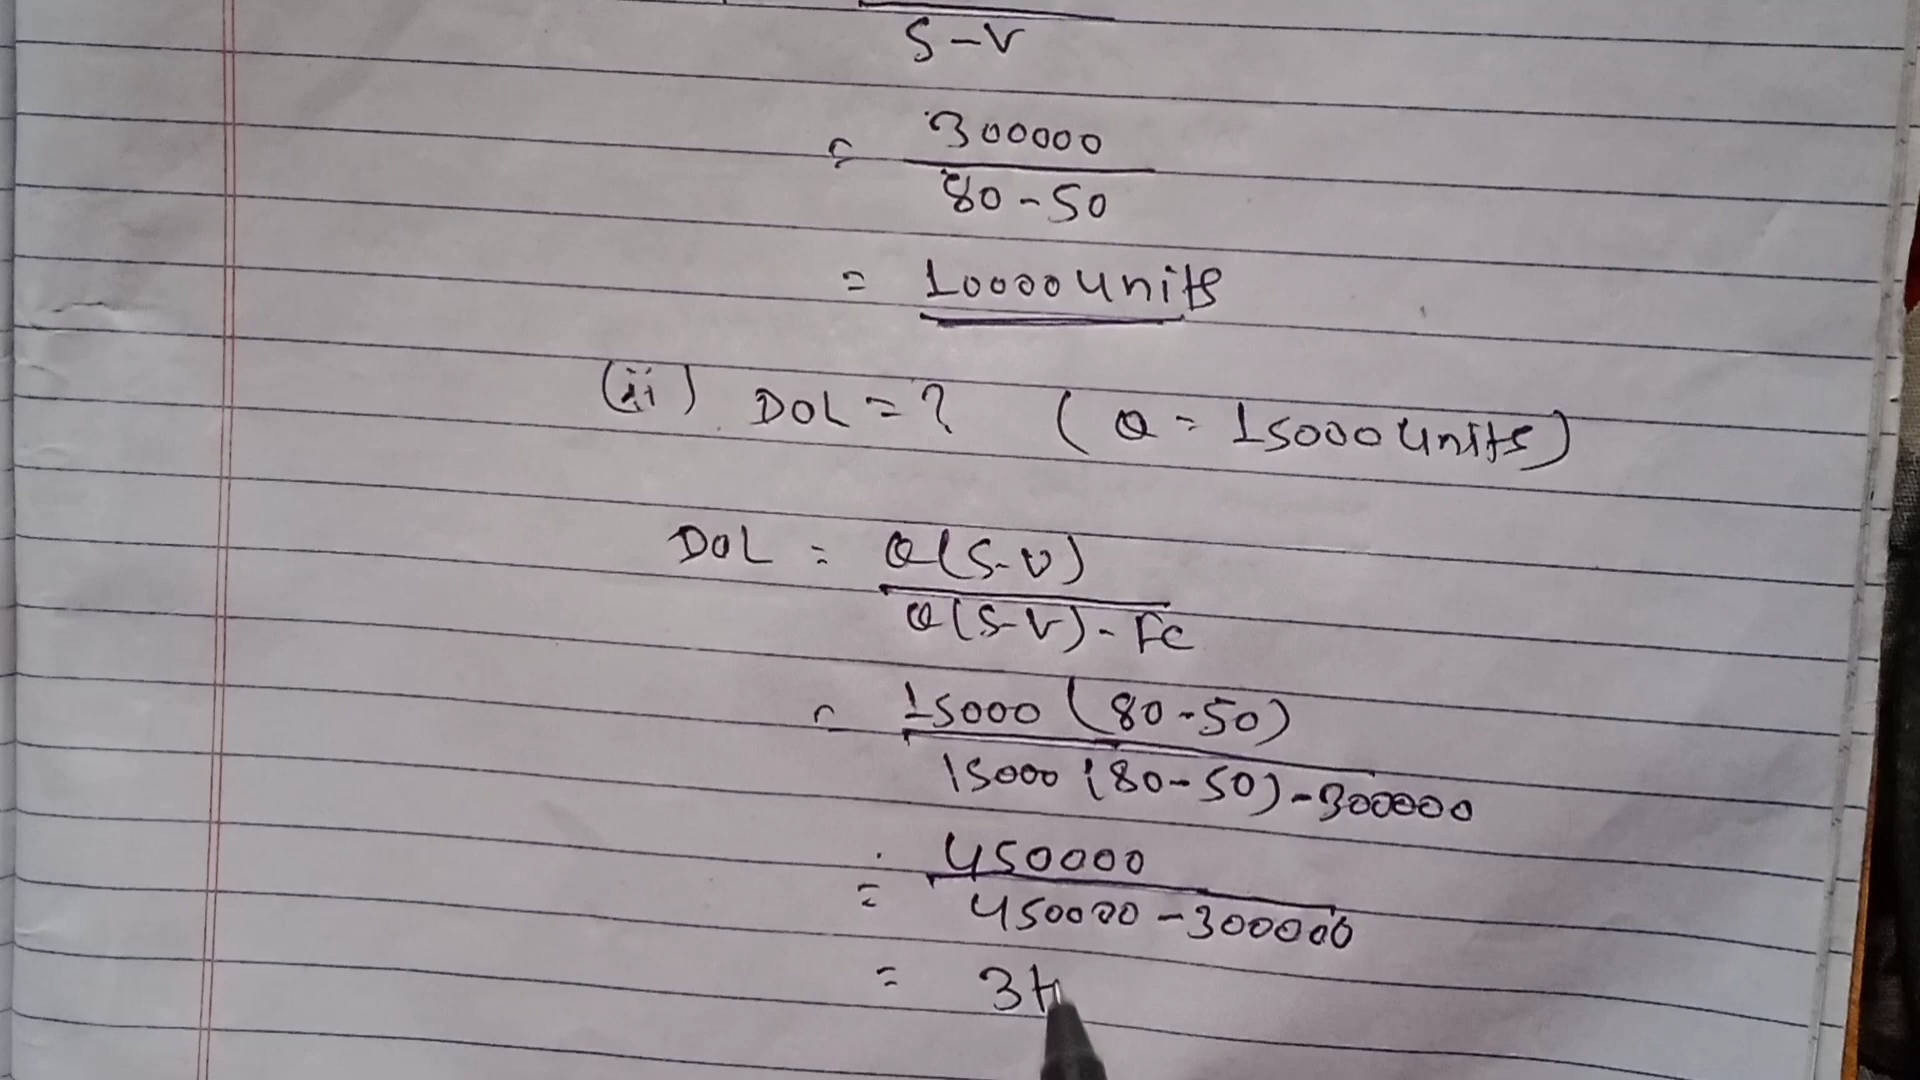 S-V
= 300000
80-50
= 10000 units
(ii) DOL = ? (Q = 15000 units)
DOL = Q(S-V)
Q(S-V)-FC
= 15000 (80-50)
15000 (80-50)-300000
= 450000
450000-300000
= 3t